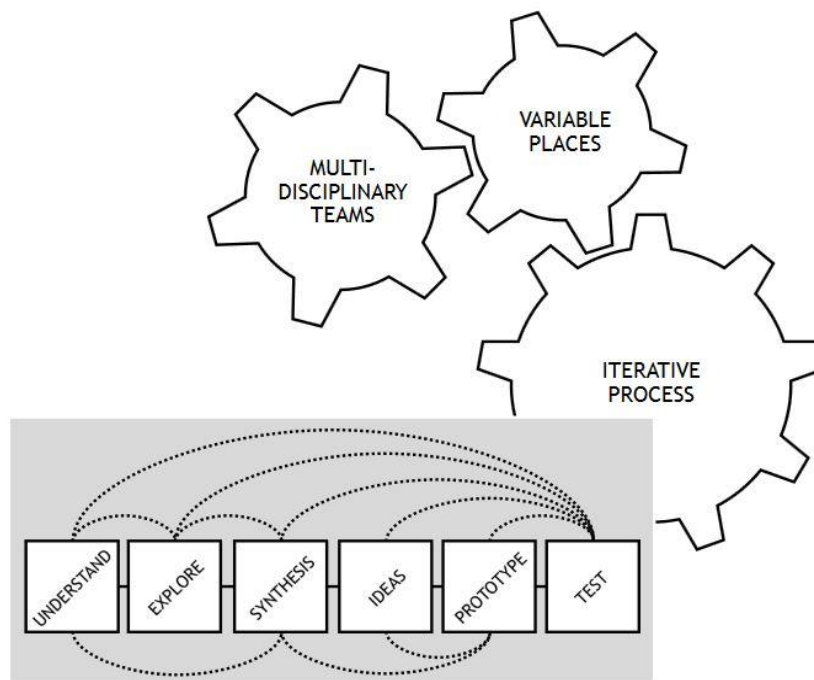 VARIABLE
PLACES
MULTI-
DISCIPLINARY
TEAMS
ITERATIVE
PROCESS
UNDERSTAND
EXPLORE
SYNTHESIS
IDEAS
PROTOTYPE
TEST